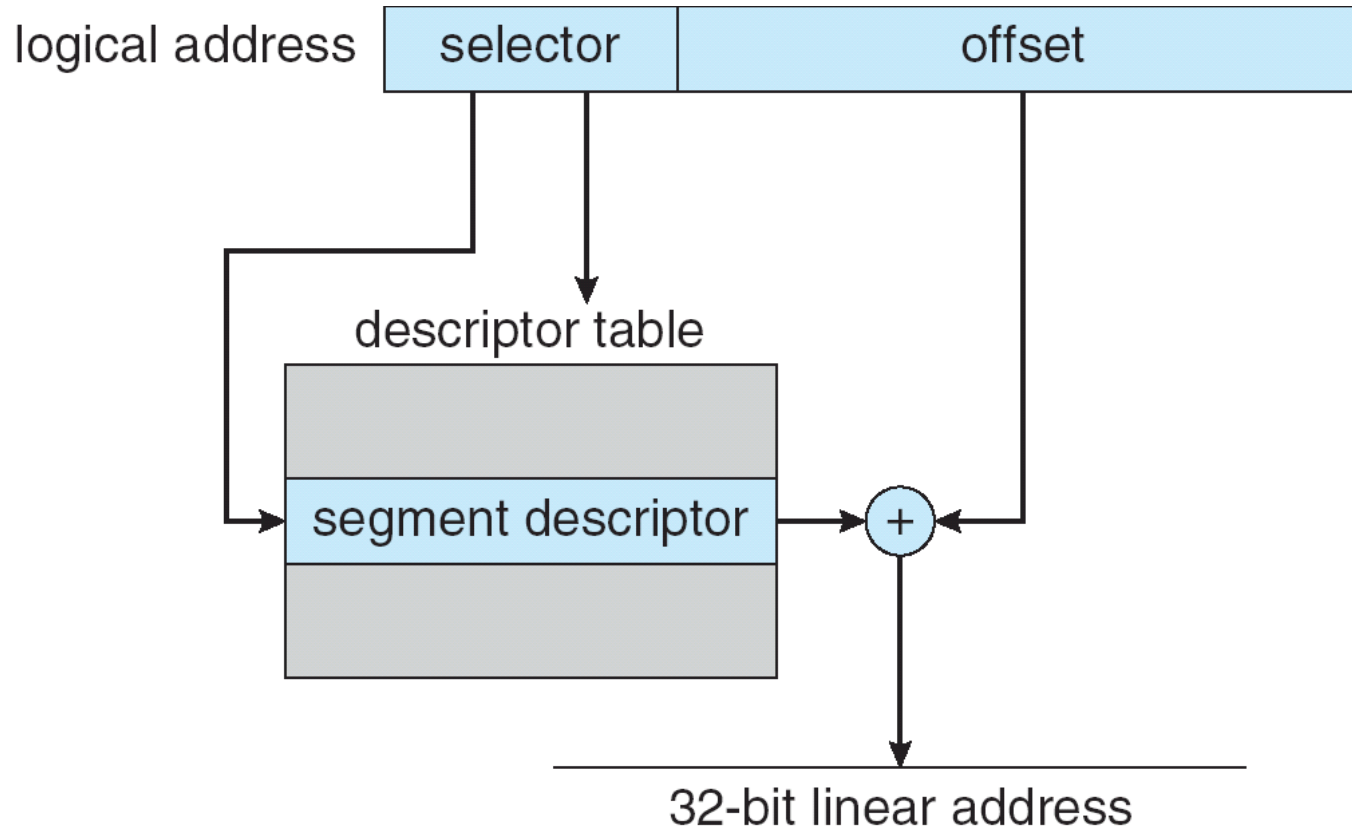 logical address selector offset
descriptor table
segment descriptor +
32-bit linear address